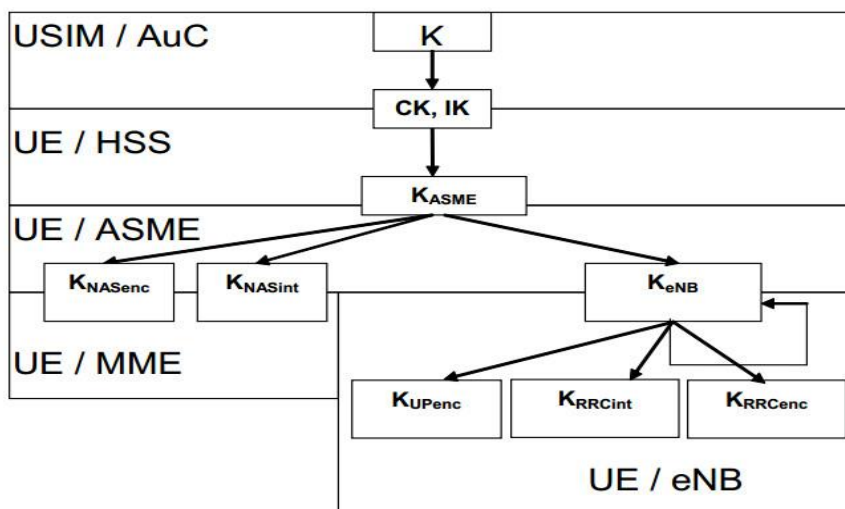 USIM / AuC
K
CK, IK
UE / HSS
KASME
UE / ASME
KNASenc
KNASint
KeNB
UE / MME
KUPenc
KRRCint
KRRCenc
UE / eNB